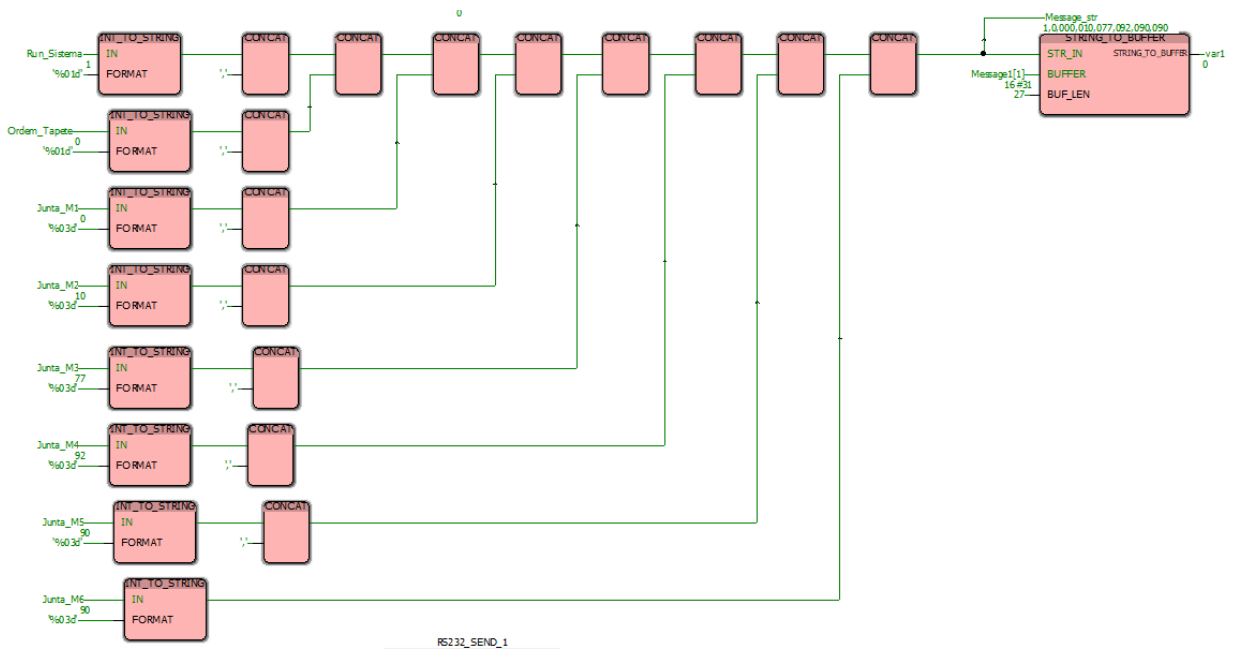 0
Message_str
1,0,000,010,077,092,090,090
INT_TO_STRING CONCAT CONCAT CONCAT CONCAT CONCAT CONCAT CONCAT CONCAT STRING_TO_BUFFER
Run_Sistema IN STR_IN STRING_TO_BUFFER var1
1 0
'%01d' FORMAT ',' Message1[1] BUFFER
16#31
27 BUF_LEN
INT_TO_STRING CONCAT
Ordem_Tapete IN
0
'%01d' FORMAT ','
INT_TO_STRING CONCAT
Junta_M1 IN
0
'%03d' FORMAT ','
INT_TO_STRING CONCAT
Junta_M2 IN
10
'%03d' FORMAT ','
INT_TO_STRING CONCAT
Junta_M3 IN
77
'%03d' FORMAT ','
INT_TO_STRING CONCAT
Junta_M4 IN
92
'%03d' FORMAT ','
INT_TO_STRING CONCAT
Junta_M5 IN
90
'%03d' FORMAT ','
INT_TO_STRING
Junta_M6 IN
90
'%03d' FORMAT
RS232_SEND_1